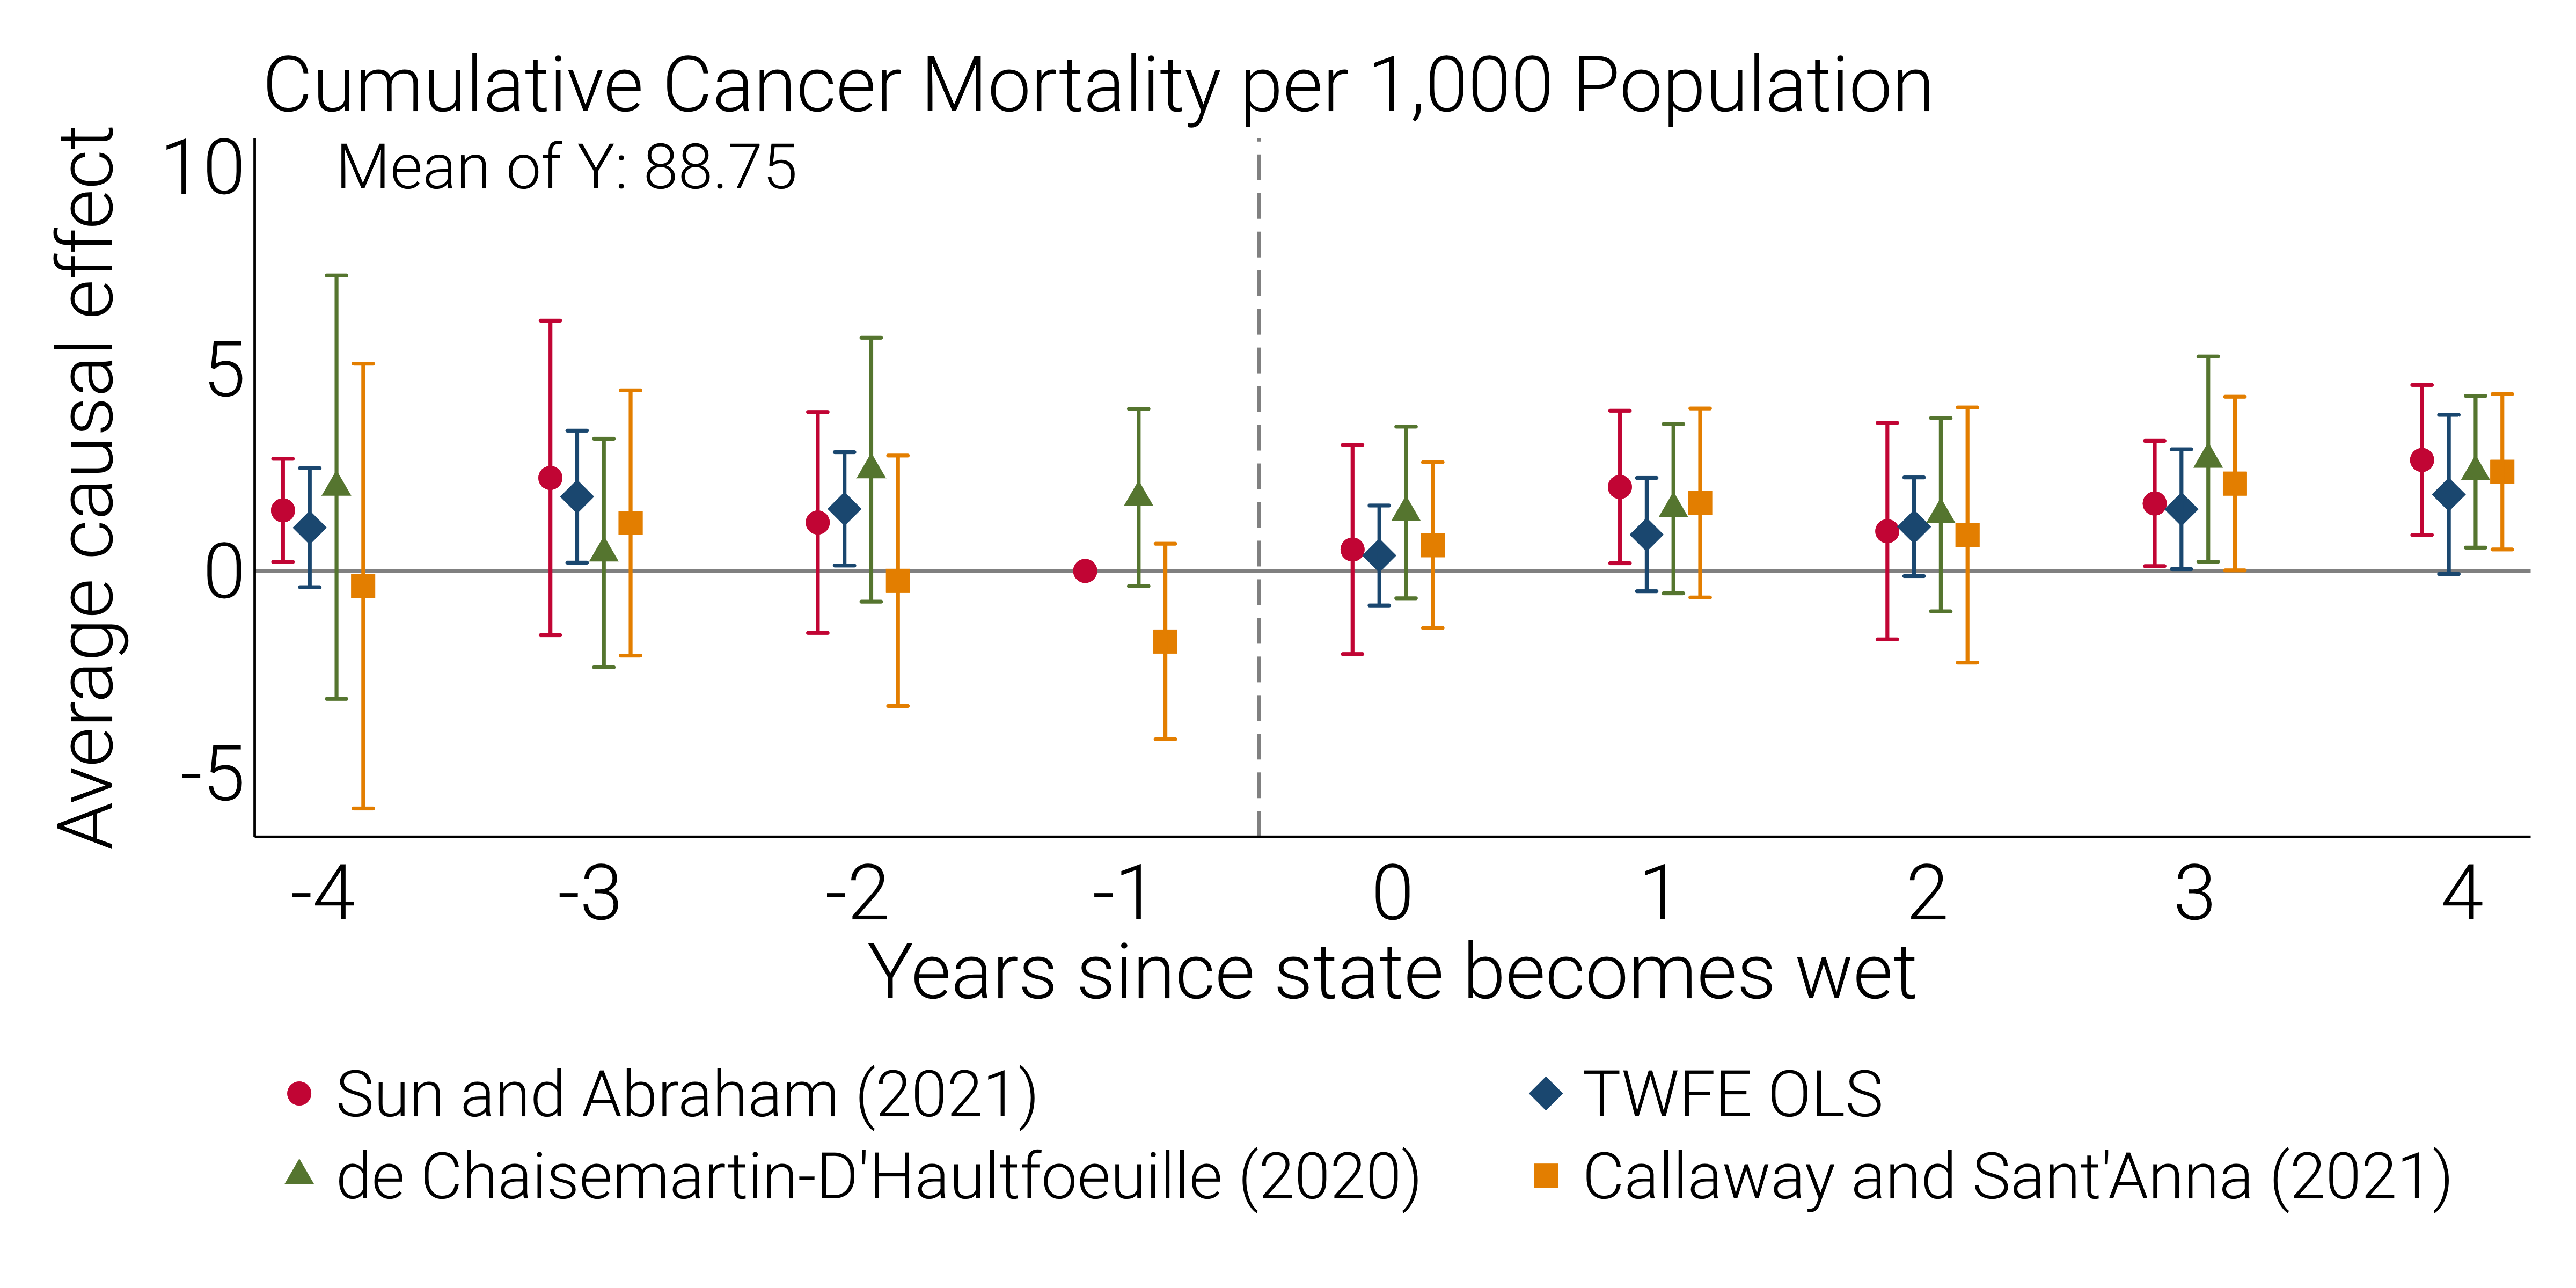 Cumulative Cancer Mortality per 1,000 Population
Mean of Y: 88.75
Average causal effect
10
5
0
-5
-4 -3 -2 -1 0 1 2 3 4
Years since state becomes wet
Sun and Abraham (2021) TWFE OLS
de Chaisemartin-D'Haultfoeuille (2020) Callaway and Sant'Anna (2021)